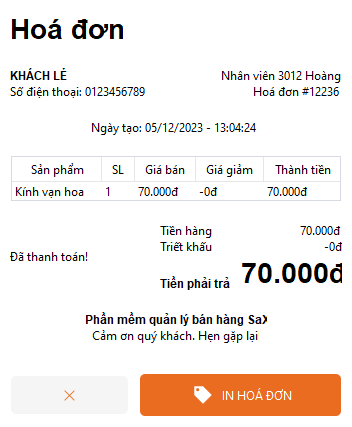 Hoá đơn
KHÁCH LẺ Nhân viên 3012 Hoàng
Số điện thoại: 0123456789 Hoá đơn #12236
Ngày tạo: 05/12/2023 - 13:04:24
Sản phẩm SL Giá bán Giá giảm Thành tiền
Kính vạn hoa 1 70.000đ -0đ 70.000đ
Tiền hàng 70.000đ
Triết khấu -0đ
Đã thanh toán!
Tiền phải trả 70.000đ
Phần mềm quản lý bán hàng SaX
Cảm ơn quý khách. Hẹn gặp lại
IN HOÁ ĐƠN